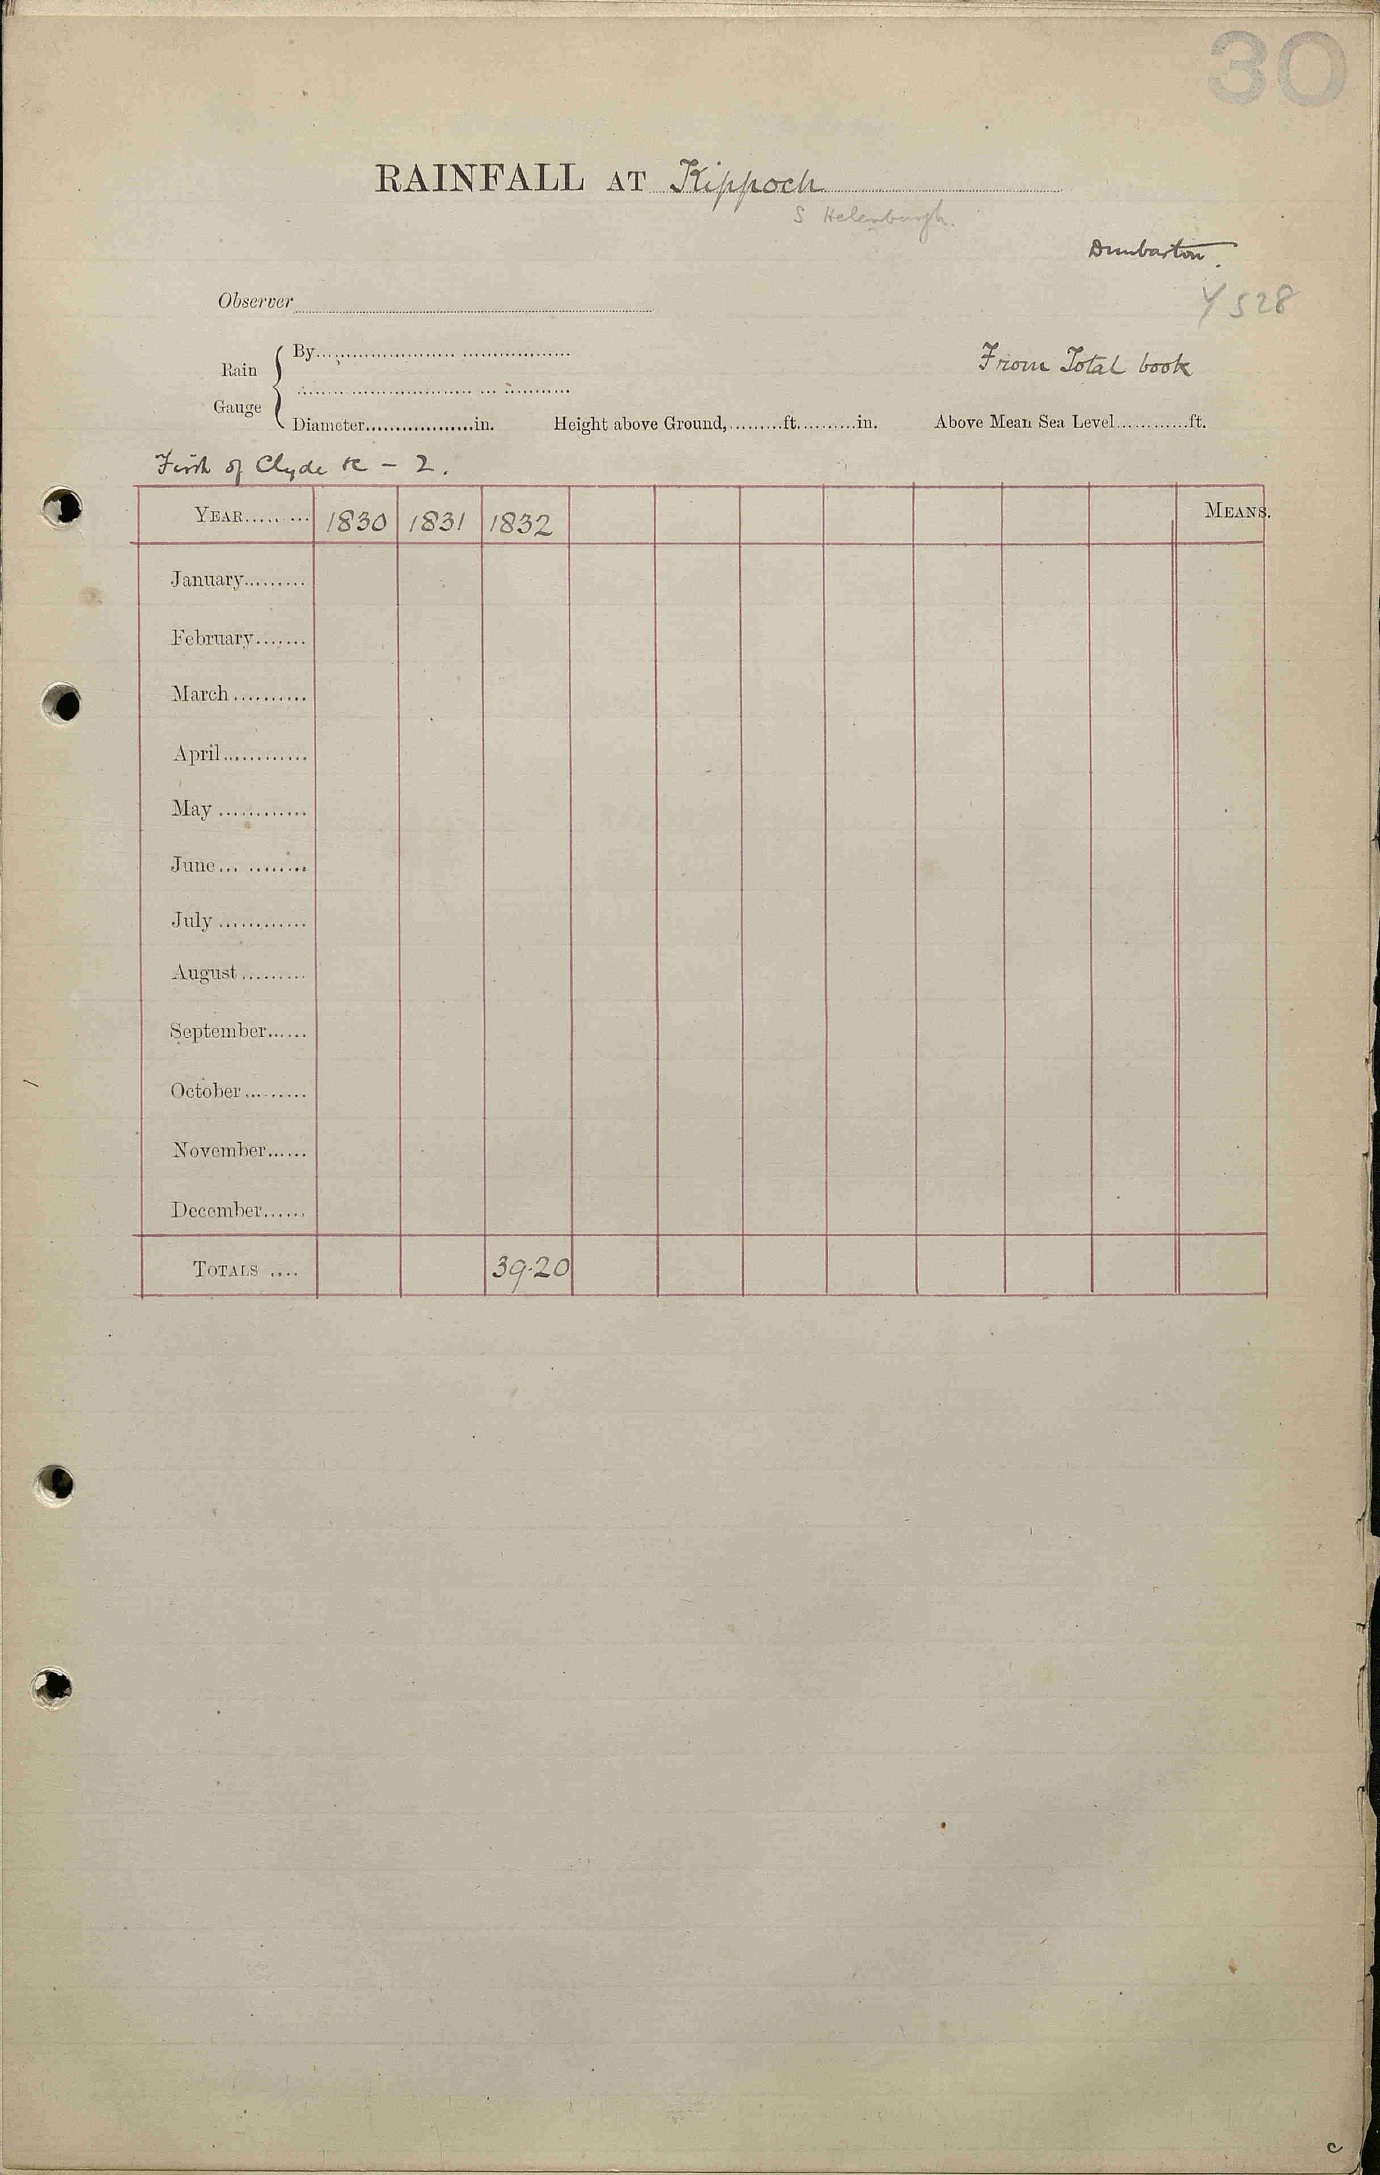 30
RAINFALL AT Kippoch
S Helensburgh.
Dumbarton.
Observer
Y 528
By
Rain
From Total book
Gauge
Diameter in. Height above Ground, ft. in. Above Mean Sea Level ft.
Firth of Clyde &c - 2.
YEAR 1830 1831 1832 MEANS.
January
February
March
April
May
June
July
August
September
October
November
December
TOTALS 39.20
c